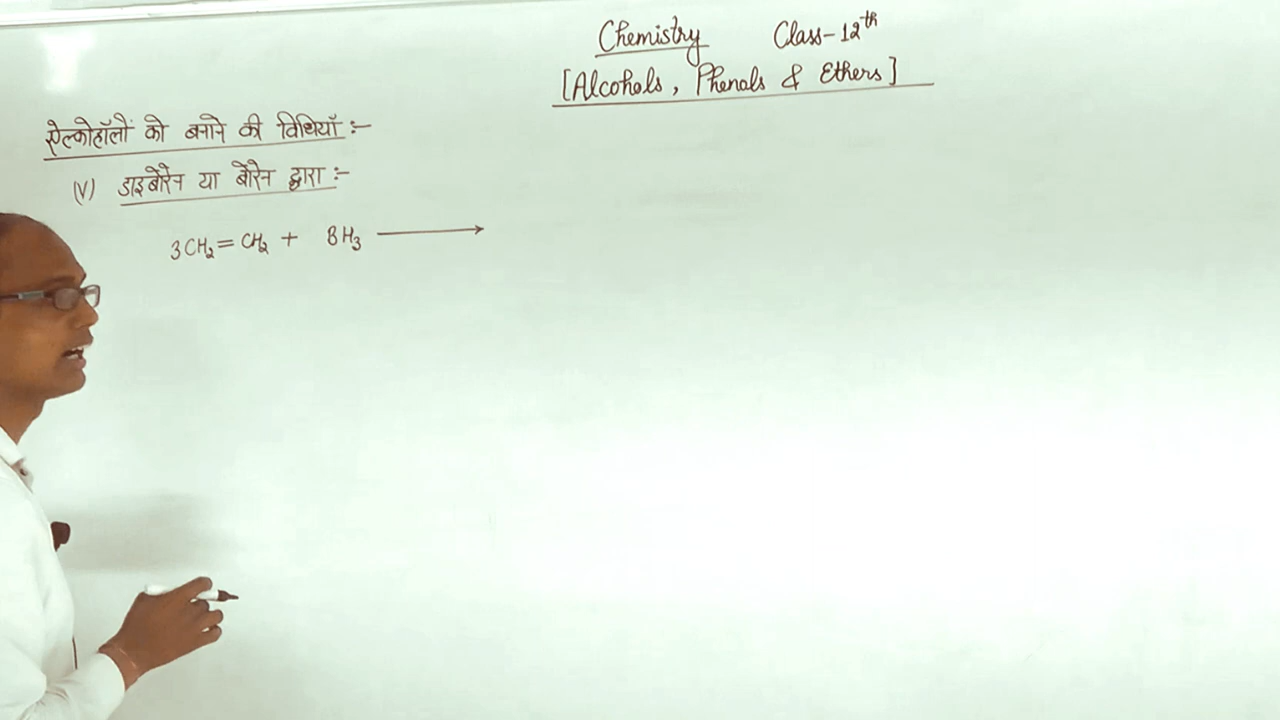 Chemistry Class-12th
[Alcohols, Phenols & Ethers]
ऐल्कोहॉलों को बनाने की विधियाँ :-
(V) डाइबोरेन या बोरेन द्वारा :-
3CH₂=CH₂ + BH₃ ⟶